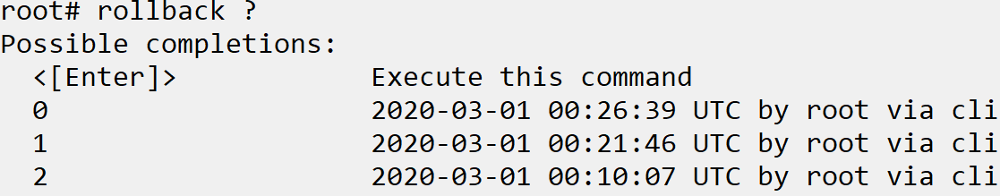 root# rollback ?
Possible completions:
<[Enter]> Execute this command
0 2020-03-01 00:26:39 UTC by root via cli
1 2020-03-01 00:21:46 UTC by root via cli
2 2020-03-01 00:10:07 UTC by root via cli